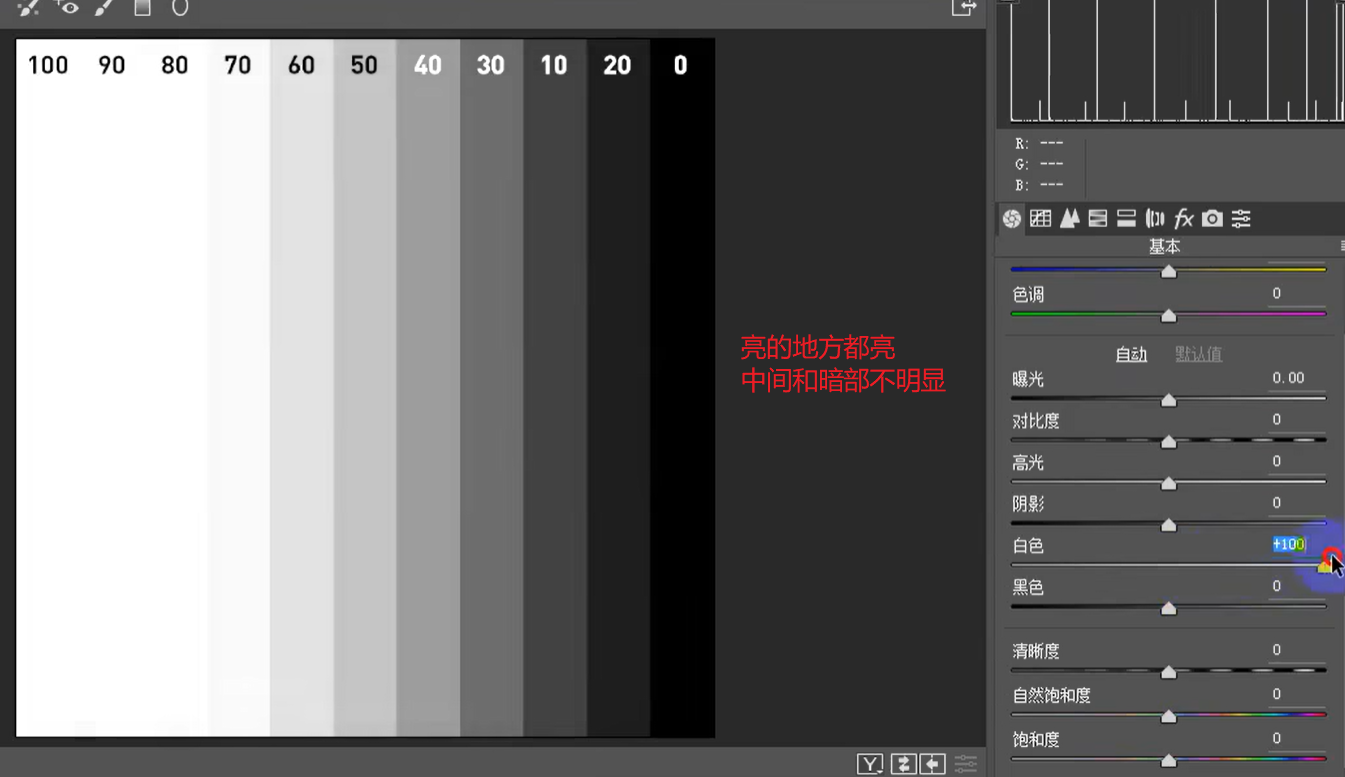 100 90 80 70 60 50 40 30 10 20 0
亮的地方都亮
中间和暗部不明显
R: ---
G: ---
B: ---
fx
基本
色调 0
自动 默认值
曝光 0.00
对比度 0
高光 0
阴影 0
白色 +100
黑色 0
清晰度 0
自然饱和度 0
饱和度 0
Y